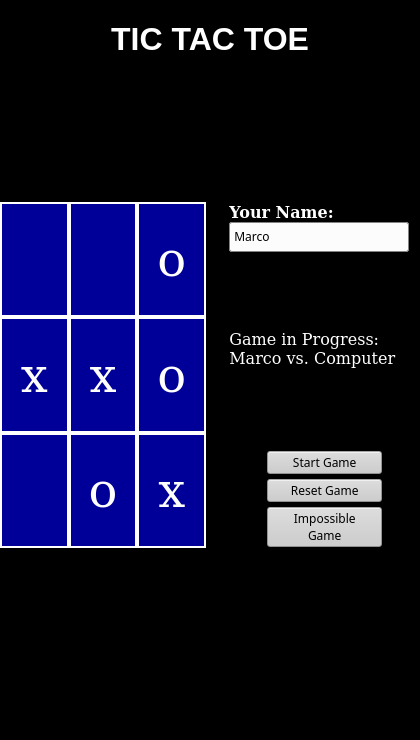 TIC TAC TOE
o
x x o
o x
Your Name:
Marco
Game in Progress:
Marco vs. Computer
Start Game
Reset Game
Impossible
Game